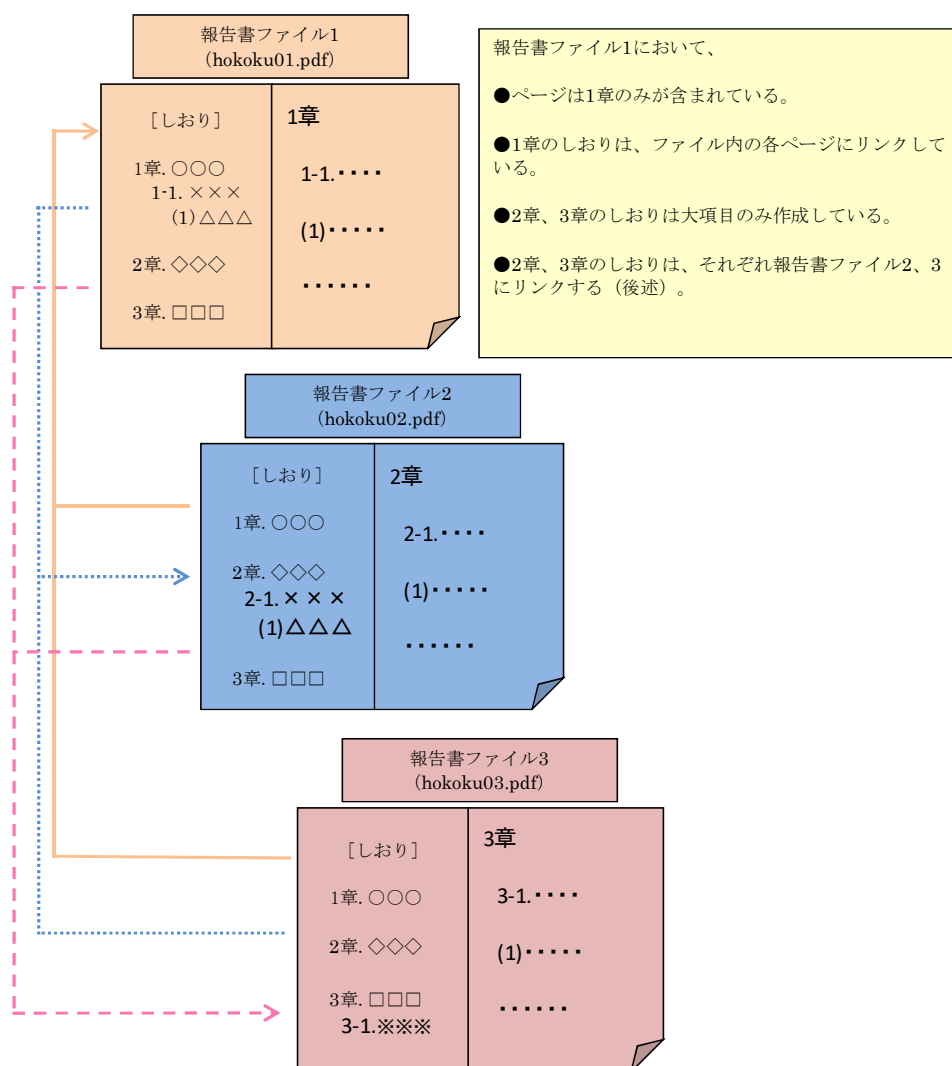 報告書ファイル1
(hokoku01.pdf)
[しおり]
1章. ○○○
1-1. ×××
(1)△△△
2章. ◇◇◇
3章. □□□
1章
1-1.････
(1)･････
･･････
報告書ファイル1において、
●ページは1章のみが含まれている。
●1章のしおりは、ファイル内の各ページにリンクして
いる。
●2章、3章のしおりは大項目のみ作成している。
●2章、3章のしおりは、それぞれ報告書ファイル2、3
にリンクする（後述）。
報告書ファイル2
(hokoku02.pdf)
[しおり]
1章. ○○○
2章. ◇◇◇
2-1.×××
(1)△△△
3章. □□□
2章
2-1.････
(1)･････
･･････
報告書ファイル3
(hokoku03.pdf)
[しおり]
1章. ○○○
2章. ◇◇◇
3章. □□□
3-1.※※※
3章
3-1.････
(1)･････
･･････